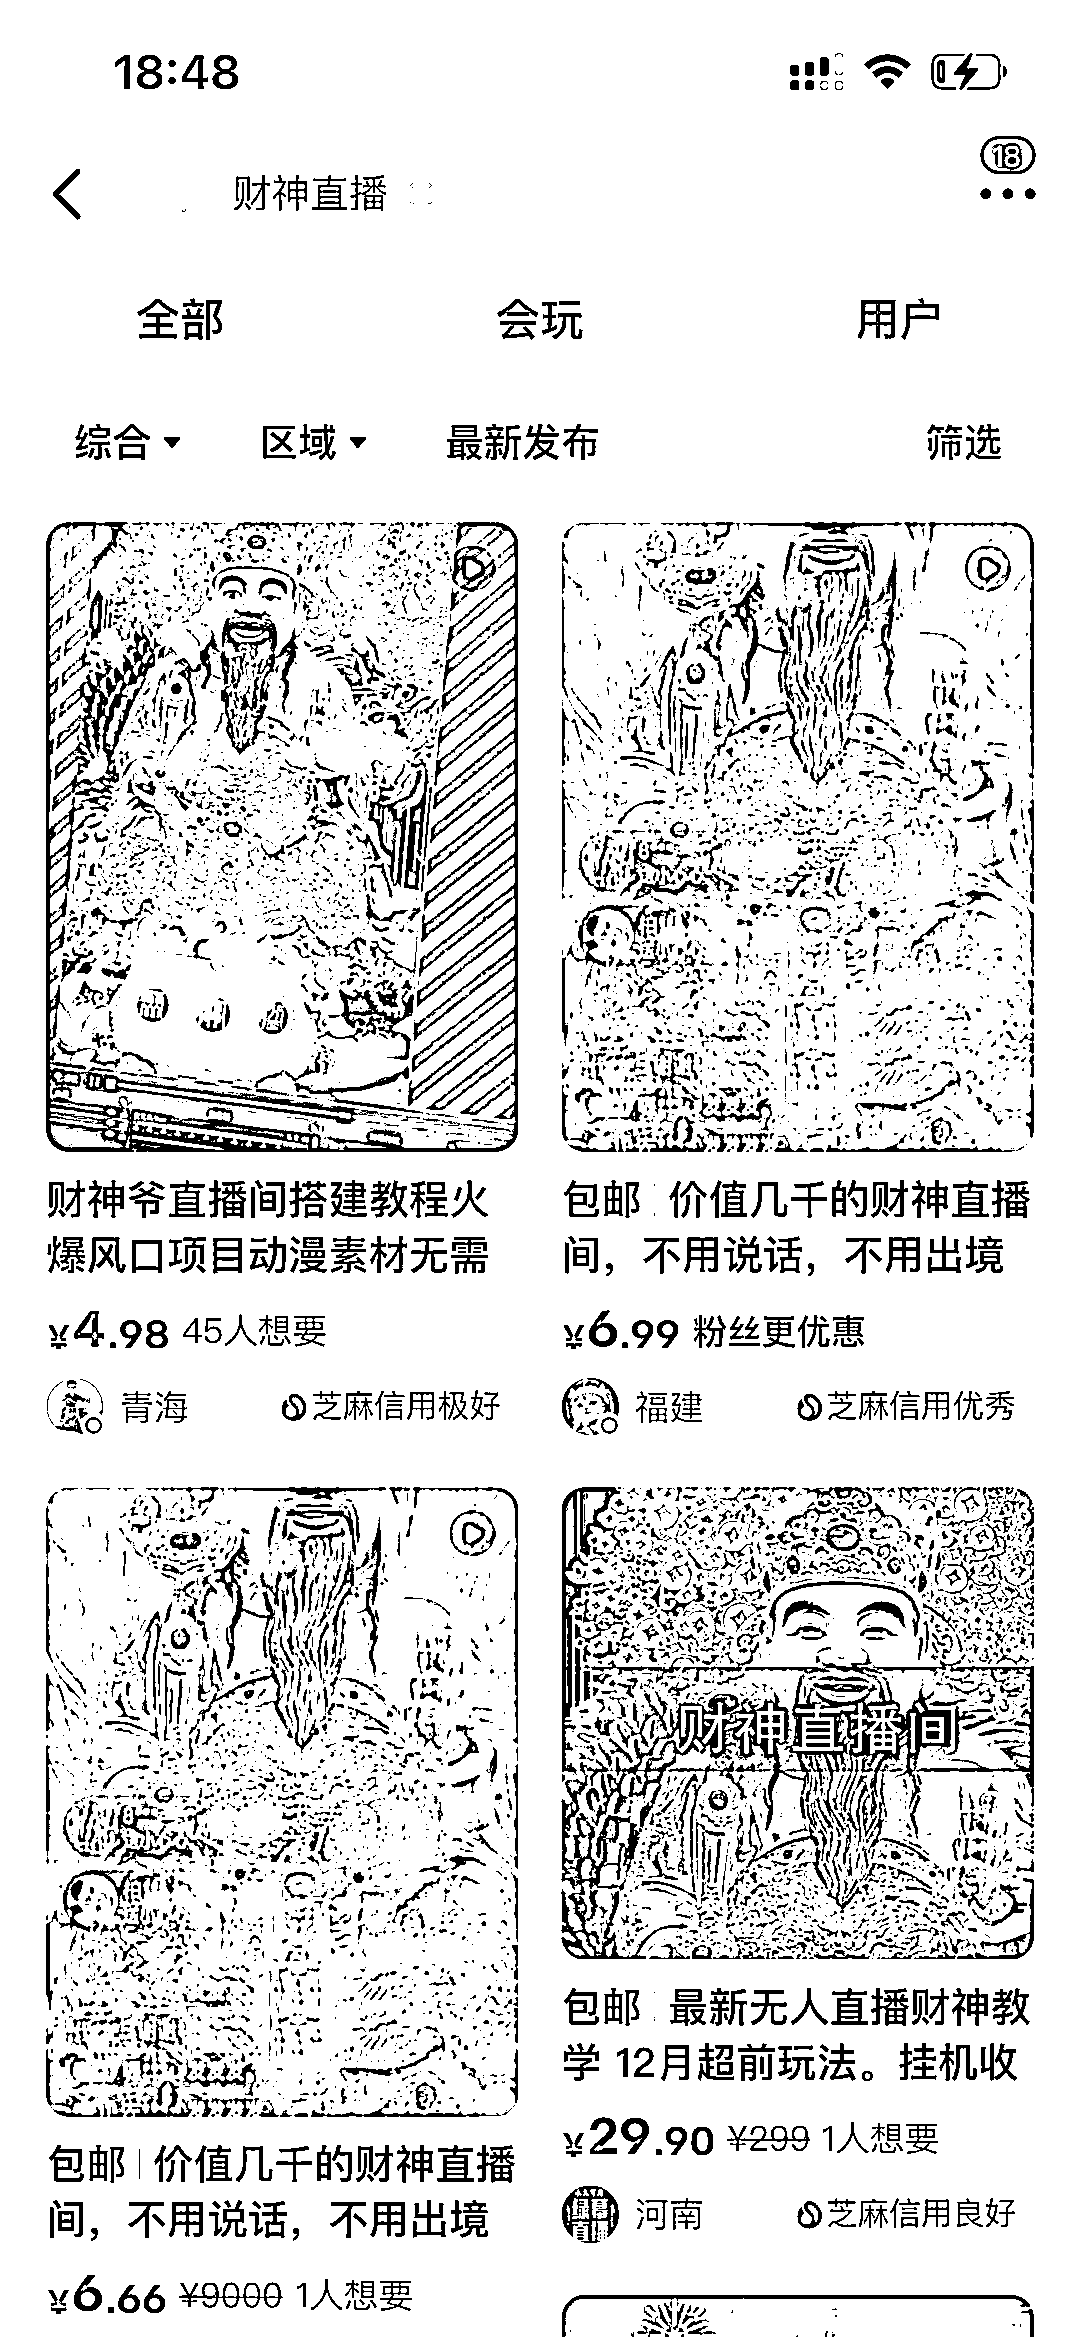 18:48
18
财神直播
全部 会玩 用户
综合 区域 最新发布 筛选
财神爷直播间搭建教程火
爆风口项目动漫素材无需
¥4.98 45人想要
青海 芝麻信用极好
包邮 价值几千的财神直播
间，不用说话，不用出境
¥6.99 粉丝更优惠
福建 芝麻信用优秀
包邮 价值几千的财神直播
间，不用说话，不用出境
¥6.66 ¥9000 1人想要
财神直播间
包邮 最新无人直播财神教
学 12月超前玩法。挂机收
¥29.90 ¥299 1人想要
河南 芝麻信用良好